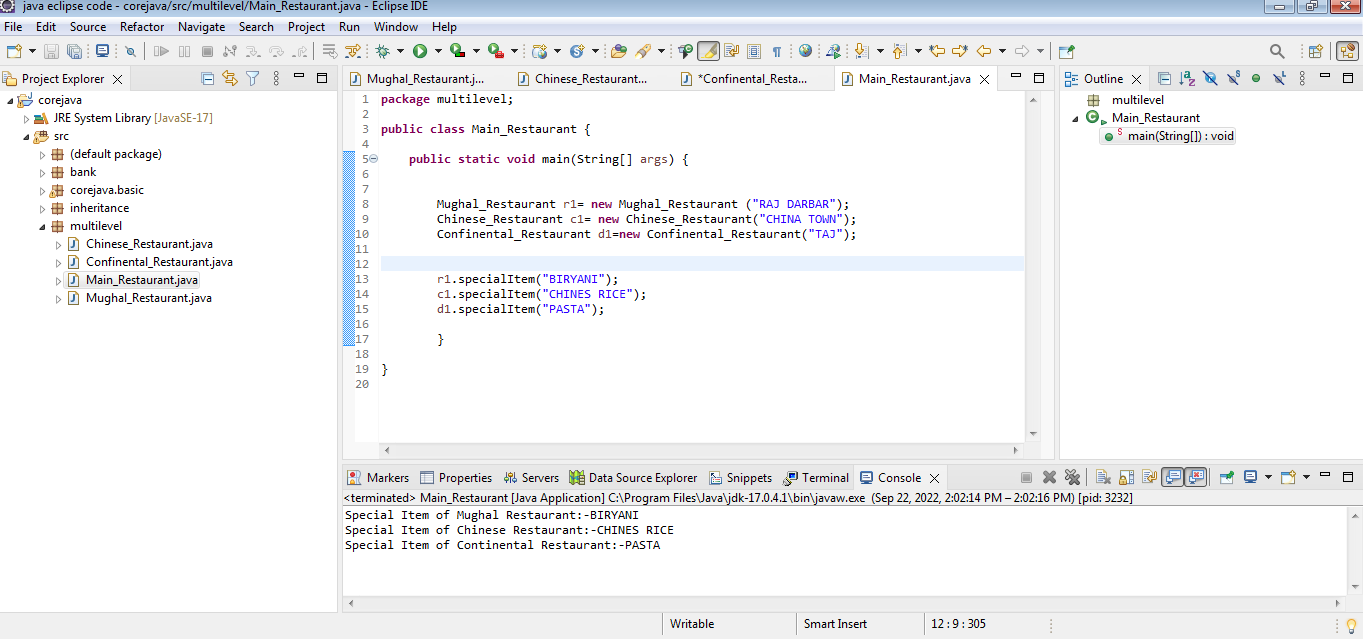 java eclipse code - corejava/src/multilevel/Main_Restaurant.java - Eclipse IDE
File Edit Source Refactor Navigate Search Project Run Window Help
Project Explorer
corejava
JRE System Library [JavaSE-17]
src
(default package)
bank
corejava.basic
inheritance
multilevel
Chinese_Restaurant.java
Confinental_Restaurant.java
Main_Restaurant.java
Mughal_Restaurant.java
Mughal_Restaurant.j... Chinese_Restaurant... *Confinental_Resta... Main_Restaurant.java
1 package multilevel;
2
3 public class Main_Restaurant {
4
5 public static void main(String[] args) {
6
7
8 Mughal_Restaurant r1= new Mughal_Restaurant ("RAJ DARBAR");
9 Chinese_Restaurant c1= new Chinese_Restaurant("CHINA TOWN");
10 Confinental_Restaurant d1=new Confinental_Restaurant("TAJ");
11
12
13 r1.specialItem("BIRYANI");
14 c1.specialItem("CHINES RICE");
15 d1.specialItem("PASTA");
16
17 }
18
19 }
20
Outline
multilevel
Main_Restaurant
main(String[]) : void
Markers Properties Servers Data Source Explorer Snippets Terminal Console
<terminated> Main_Restaurant [Java Application] C:\Program Files\Java\jdk-17.0.4.1\bin\javaw.exe (Sep 22, 2022, 2:02:14 PM – 2:02:16 PM) [pid: 3232]
Special Item of Mughal Restaurant:-BIRYANI
Special Item of Chinese Restaurant:-CHINES RICE
Special Item of Continental Restaurant:-PASTA
Writable Smart Insert 12 : 9 : 305